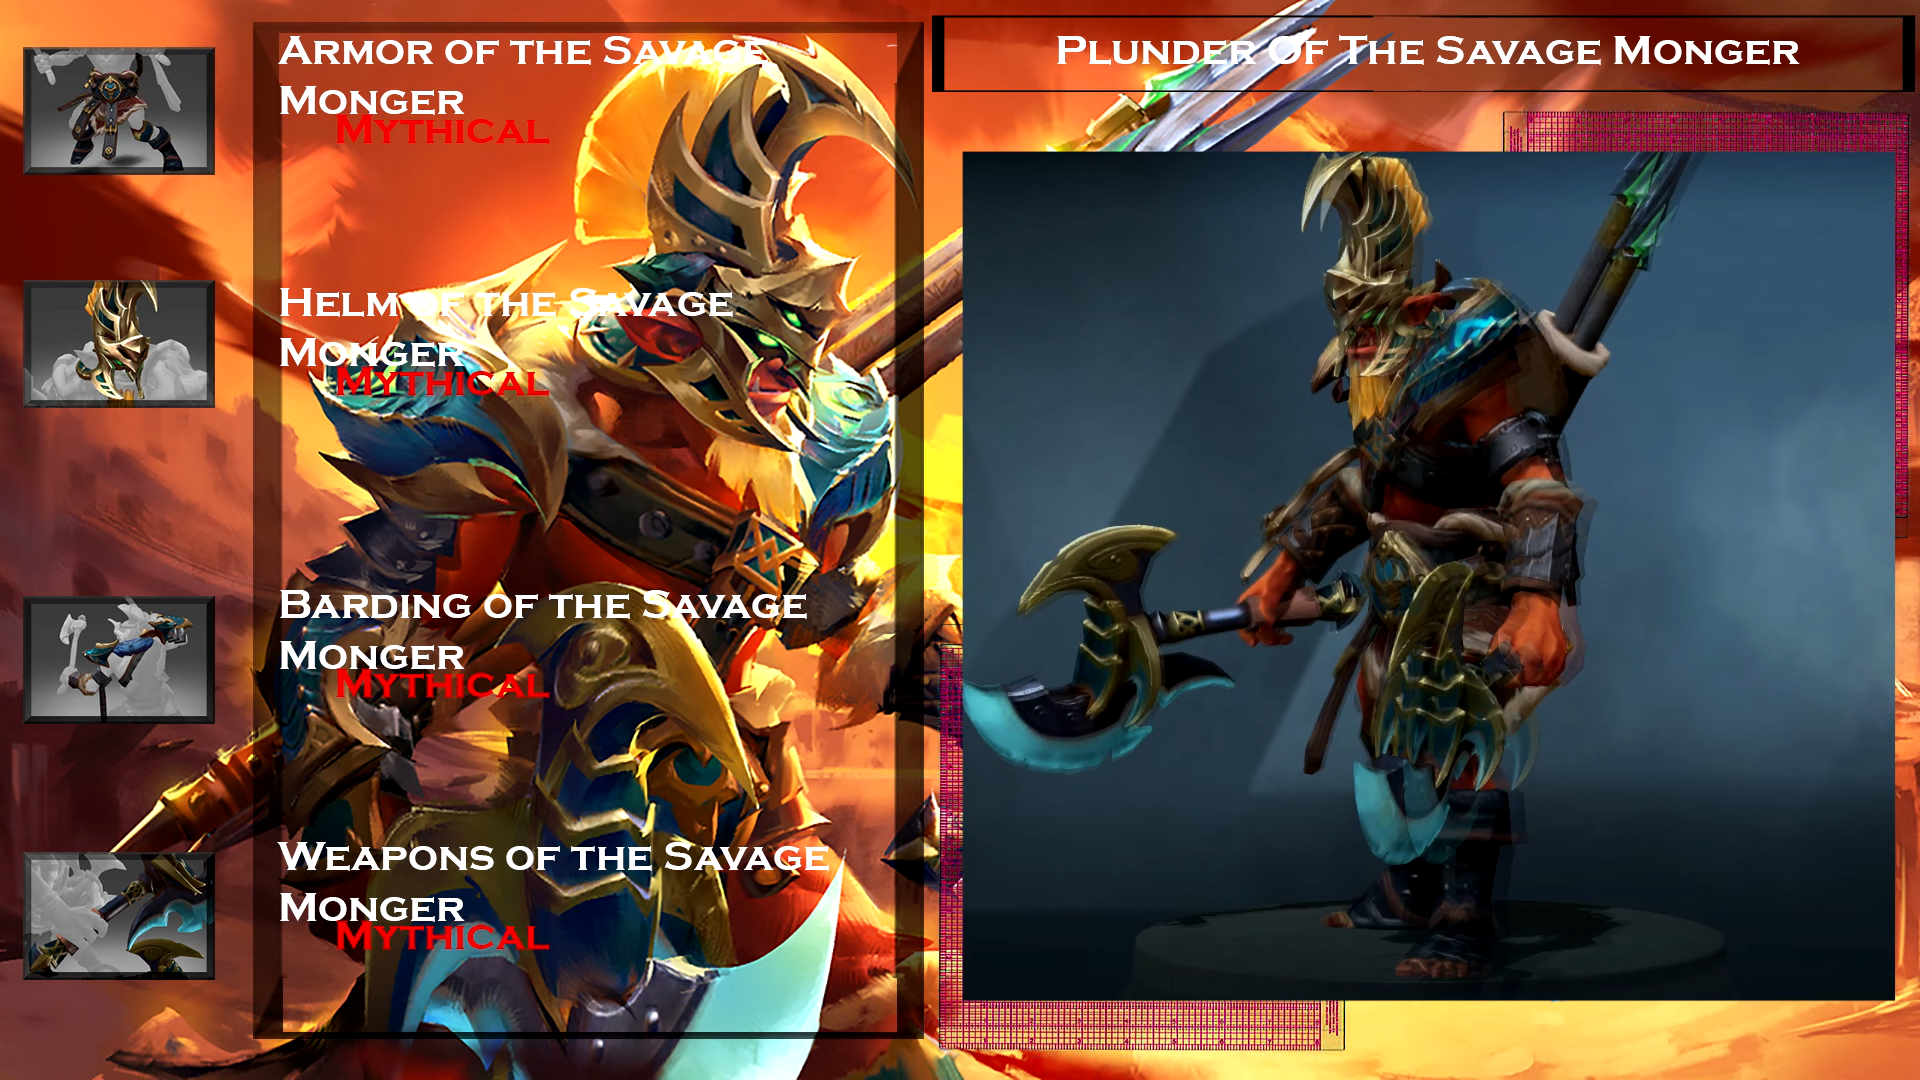 Armor of the Savage
Monger
Mythical
Helm of the Savage
Monger
Mythical
Barding of the Savage
Monger
Mythical
Weapons of the Savage
Monger
Mythical
Plunder Of The Savage Monger